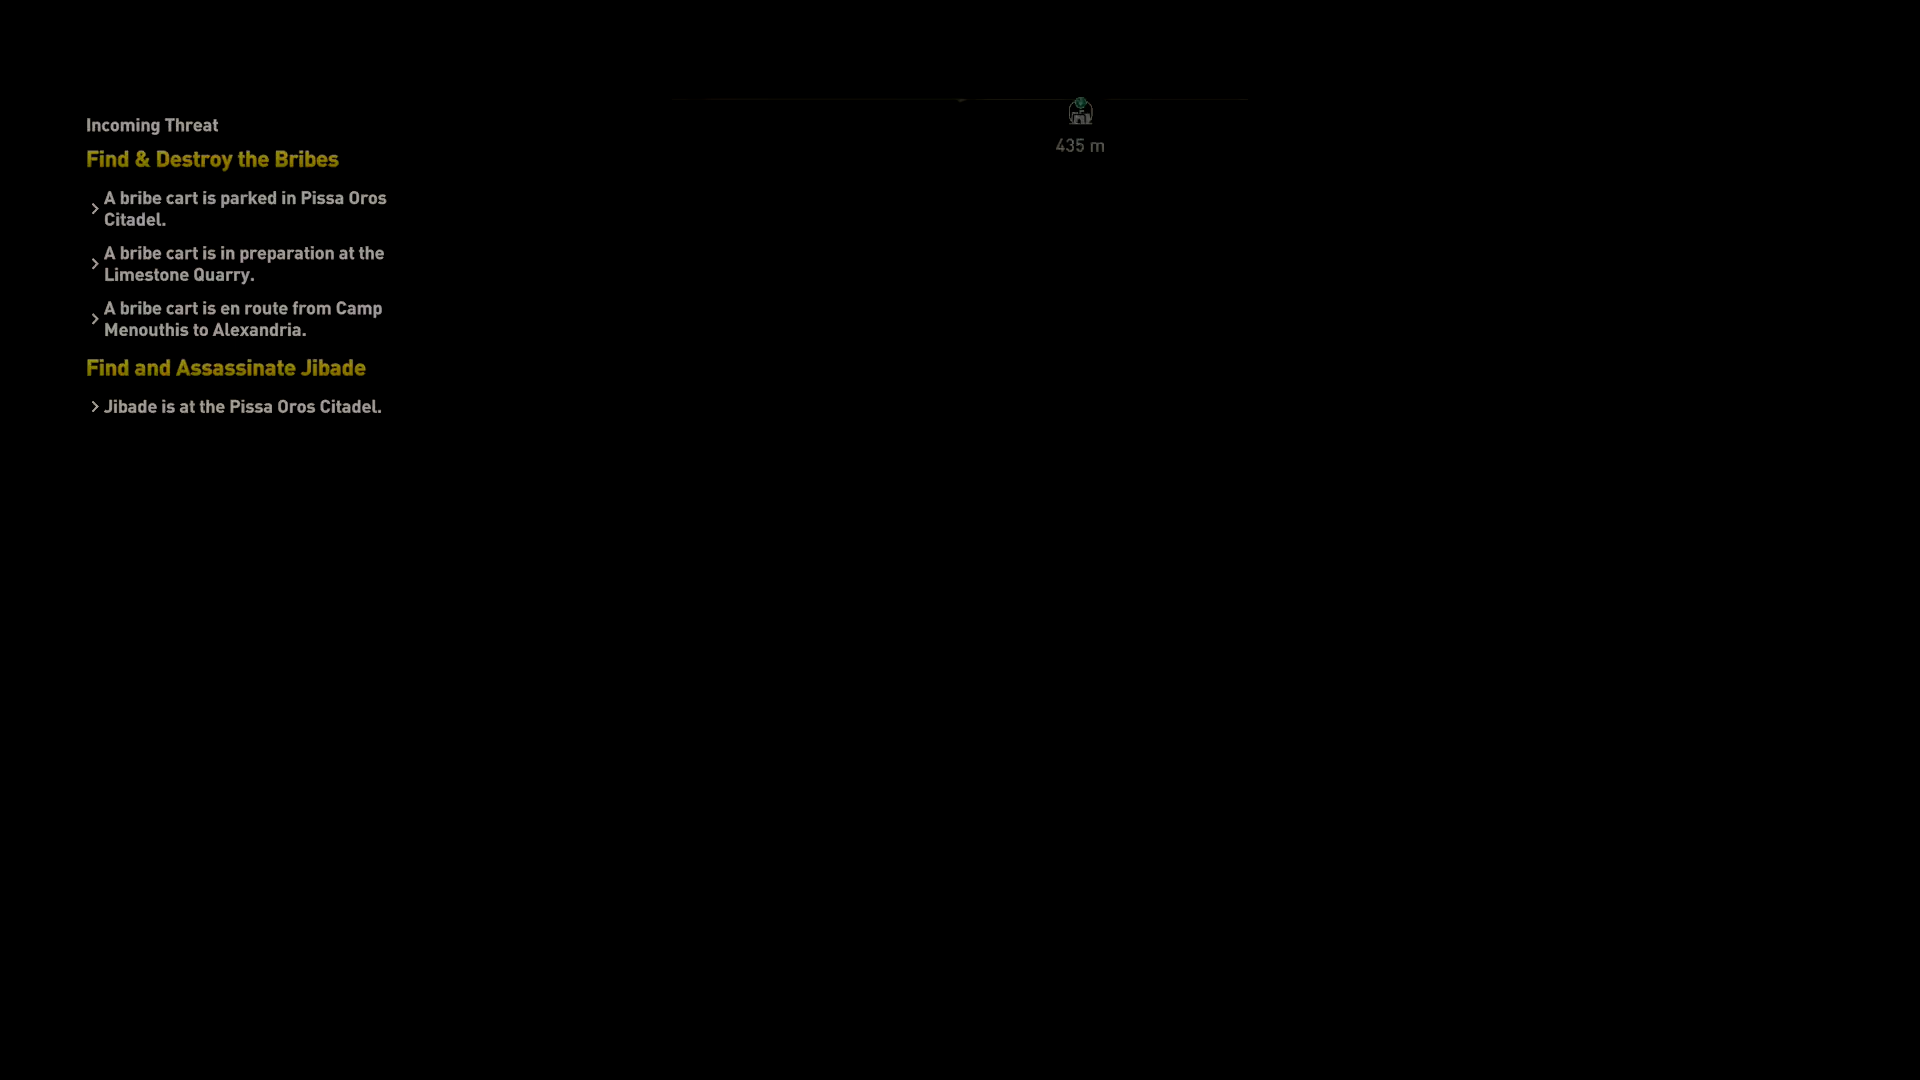 Incoming Threat
Find & Destroy the Bribes
A bribe cart is parked in Pissa Oros
Citadel.
A bribe cart is in preparation at the
Limestone Quarry.
A bribe cart is en route from Camp
Menouthis to Alexandria.
Find and Assassinate Jibade
Jibade is at the Pissa Oros Citadel.
435 m